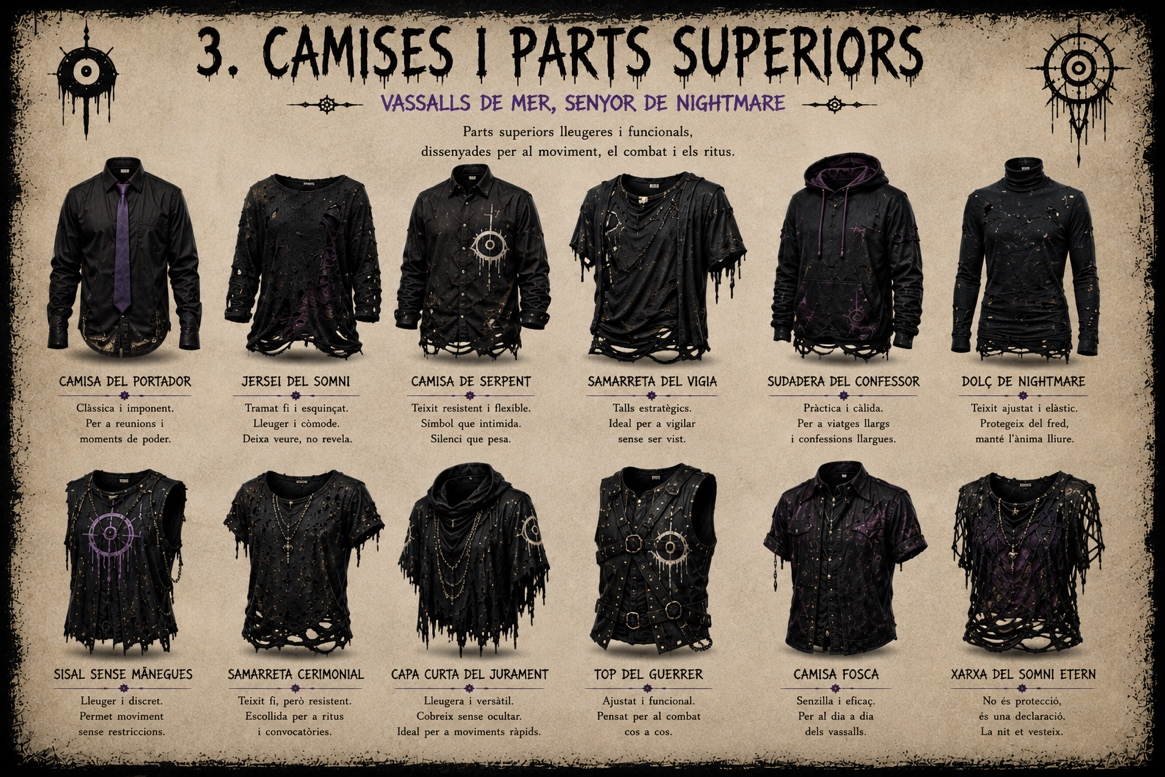 3. CAMISES I PARTS SUPERIORS
VASSALLS DE MER, SENYOR DE NIGHTMARE
Parts superiors lleugeres i funcionals,
dissenyades per al moviment, el combat i els ritus.
CAMISA DEL PORTADOR
Clàssica i imponent.
Per a reunions i
moments de poder.
JERSEI DEL SOMNI
Tramat fi i esquinçat.
Lleuger i còmode.
Deixa veure, no revela.
CAMISA DE SERPENT
Teixit resistent i flexible.
Símbol que intimida.
Silenci que pesa.
SAMARRETA DEL VIGIA
Talls estratègics.
Ideal per a vigilar
sense ser vist.
SUDADERA DEL CONFESSOR
Pràctica i càlida.
Per a viatges llargs
i confessions llargues.
DOLÇ DE NIGHTMARE
Teixit ajustat i elàstic.
Protegeix del fred,
manté l'ànima lliure.
SISAL SENSE MÃNEGUES
Lleuger i discret.
Permet moviment
sense restriccions.
SAMARRETA CERIMONIAL
Teixit fi, però resistent.
Escollida per a ritus
i convocatòries.
CAPA CURTA DEL JURAMENT
Lleugera i versàtil.
Cobreix sense ocultar.
Ideal per a moviments ràpids.
TOP DEL GUERRER
Ajustat i funcional.
Pensat per al combat
cos a cos.
CAMISA FOSCA
Senzilla i eficaç.
Per al dia a dia
dels vassalls.
XARXA DEL SOMNI ETERN
No és protecció,
és una declaració.
La nit et vesteix.